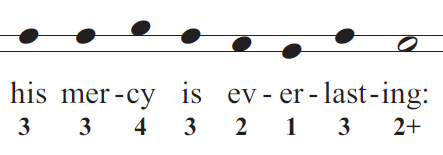 his mer-cy is ev-er-last-ing:
3 3 4 3 2 1 3 2+